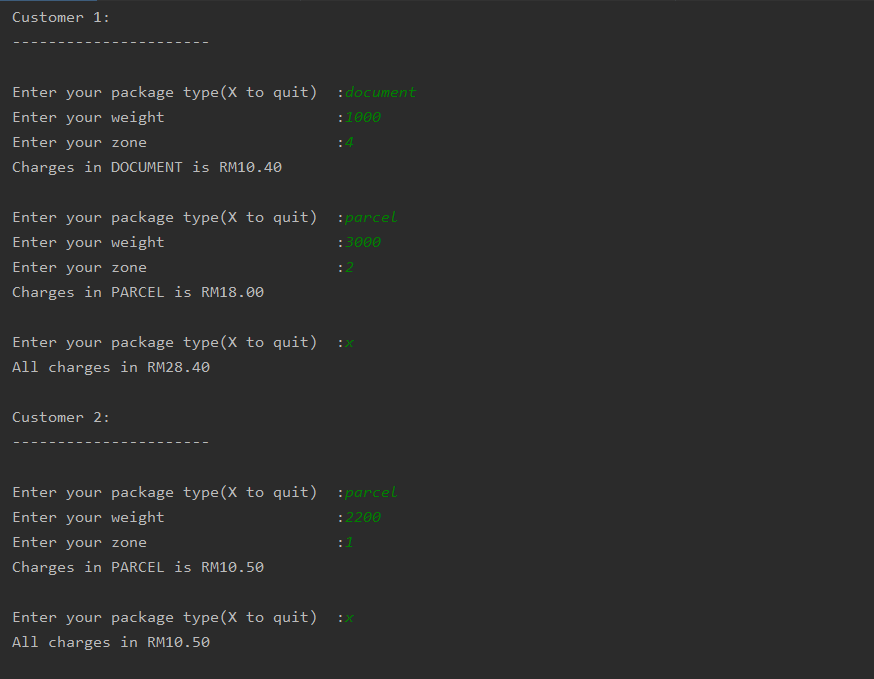 Customer 1:
----------------------
Enter your package type(X to quit)  :document
Enter your weight                   :1000
Enter your zone                     :4
Charges in DOCUMENT is RM10.40
Enter your package type(X to quit)  :parcel
Enter your weight                   :3000
Enter your zone                     :2
Charges in PARCEL is RM18.00
Enter your package type(X to quit)  :x
All charges in RM28.40
Customer 2:
----------------------
Enter your package type(X to quit)  :parcel
Enter your weight                   :2200
Enter your zone                     :1
Charges in PARCEL is RM10.50
Enter your package type(X to quit)  :x
All charges in RM10.50